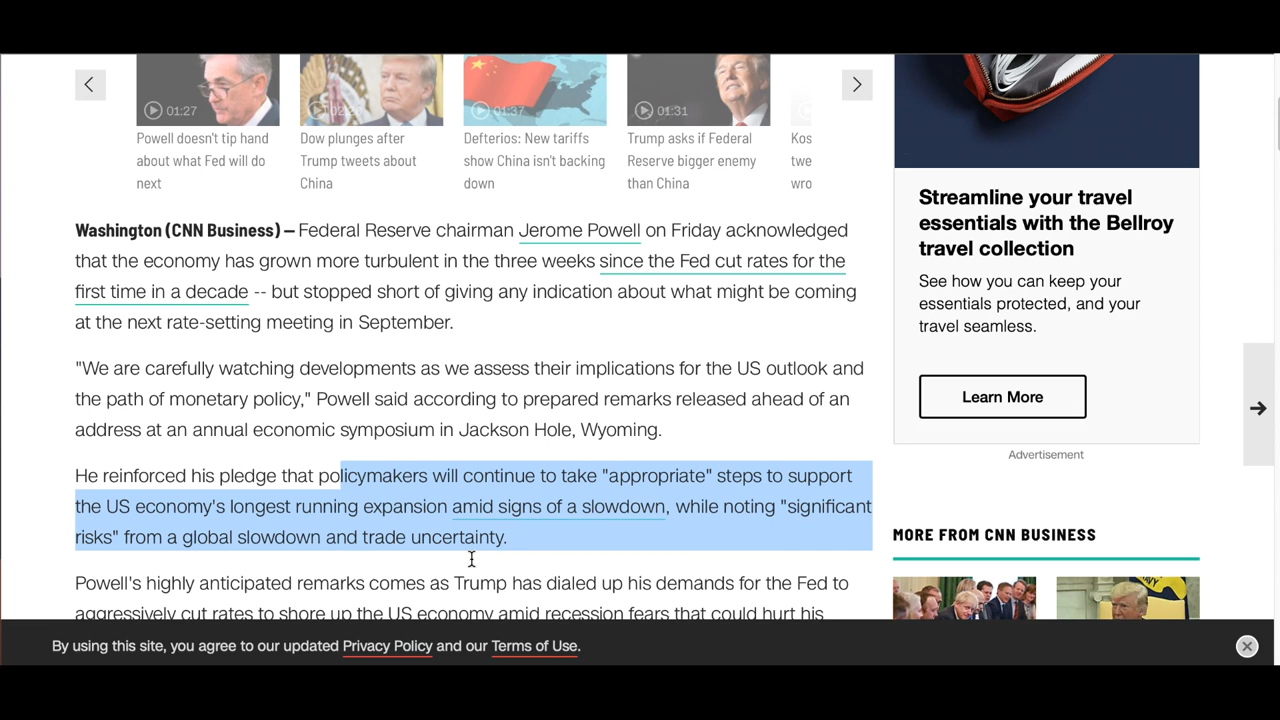 01:27
01:37
01:31
Powell doesn't tip hand
about what Fed will do
next
Dow plunges after
Trump tweets about
China
Defterios: New tariffs
show China isn't backing
down
Trump asks if Federal
Reserve bigger enemy
than China
Kos
twe
wro
Washington (CNN Business) — Federal Reserve chairman Jerome Powell on Friday acknowledged
that the economy has grown more turbulent in the three weeks since the Fed cut rates for the
first time in a decade -- but stopped short of giving any indication about what might be coming
at the next rate-setting meeting in September.
"We are carefully watching developments as we assess their implications for the US outlook and
the path of monetary policy," Powell said according to prepared remarks released ahead of an
address at an annual economic symposium in Jackson Hole, Wyoming.
He reinforced his pledge that policymakers will continue to take "appropriate" steps to support
the US economy's longest running expansion amid signs of a slowdown, while noting "significant
risks" from a global slowdown and trade uncertainty.
Powell's highly anticipated remarks comes as Trump has dialed up his demands for the Fed to
aggressively cut rates to shore up the US economy amid recession fears that could hurt his
Streamline your travel
essentials with the Bellroy
travel collection
See how you can keep your
essentials protected, and your
travel seamless.
Learn More
Advertisement
MORE FROM CNN BUSINESS
By using this site, you agree to our updated Privacy Policy and our Terms of Use.